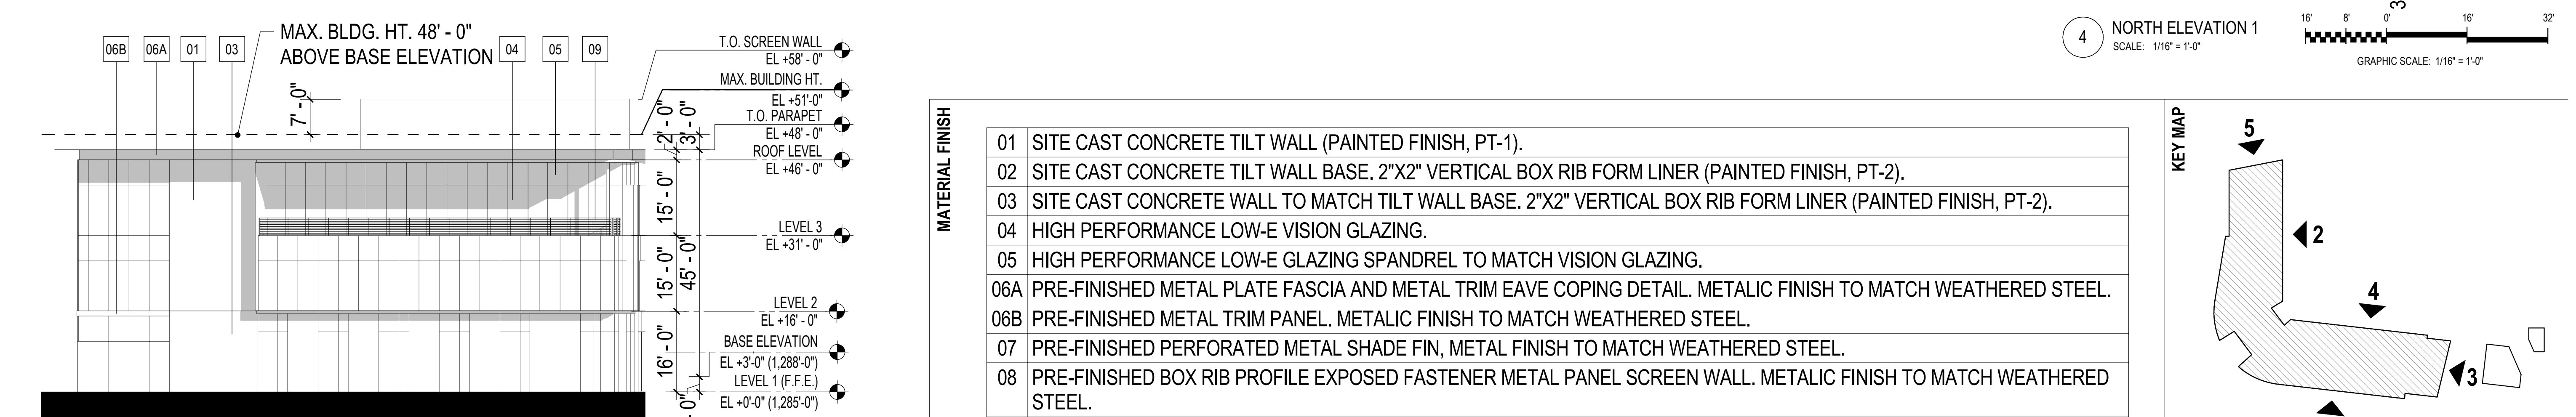 06B 06A 01 03
MAX. BLDG. HT. 48' - 0"
ABOVE BASE ELEVATION
04 05 09
T.O. SCREEN WALL
EL +58' - 0"
MAX. BUILDING HT.
EL +51'-0"
T.O. PARAPET
EL +48' - 0"
ROOF LEVEL
EL +46' - 0"
LEVEL 3
EL +31' - 0"
LEVEL 2
EL +16' - 0"
BASE ELEVATION
EL +3'-0" (1,288'-0")
LEVEL 1 (F.F.E.)
EL +0'-0" (1,285'-0")
7' - 0"
2' - 0"
3' - 0"
15' - 0"
15' - 0"
45' - 0"
16' - 0"
- 0"
4
NORTH ELEVATION 1
SCALE: 1/16" = 1'-0"
3
16' 8' 0' 16' 32'
GRAPHIC SCALE: 1/16" = 1'-0"
MATERIAL FINISH
01 SITE CAST CONCRETE TILT WALL (PAINTED FINISH, PT-1).
02 SITE CAST CONCRETE TILT WALL BASE. 2"X2" VERTICAL BOX RIB FORM LINER (PAINTED FINISH, PT-2).
03 SITE CAST CONCRETE WALL TO MATCH TILT WALL BASE. 2"X2" VERTICAL BOX RIB FORM LINER (PAINTED FINISH, PT-2).
04 HIGH PERFORMANCE LOW-E VISION GLAZING.
05 HIGH PERFORMANCE LOW-E GLAZING SPANDREL TO MATCH VISION GLAZING.
06A PRE-FINISHED METAL PLATE FASCIA AND METAL TRIM EAVE COPING DETAIL. METALIC FINISH TO MATCH WEATHERED STEEL.
06B PRE-FINISHED METAL TRIM PANEL. METALIC FINISH TO MATCH WEATHERED STEEL.
07 PRE-FINISHED PERFORATED METAL SHADE FIN, METAL FINISH TO MATCH WEATHERED STEEL.
08 PRE-FINISHED BOX RIB PROFILE EXPOSED FASTENER METAL PANEL SCREEN WALL. METALIC FINISH TO MATCH WEATHERED
STEEL.
KEY MAP
5
2
4
3